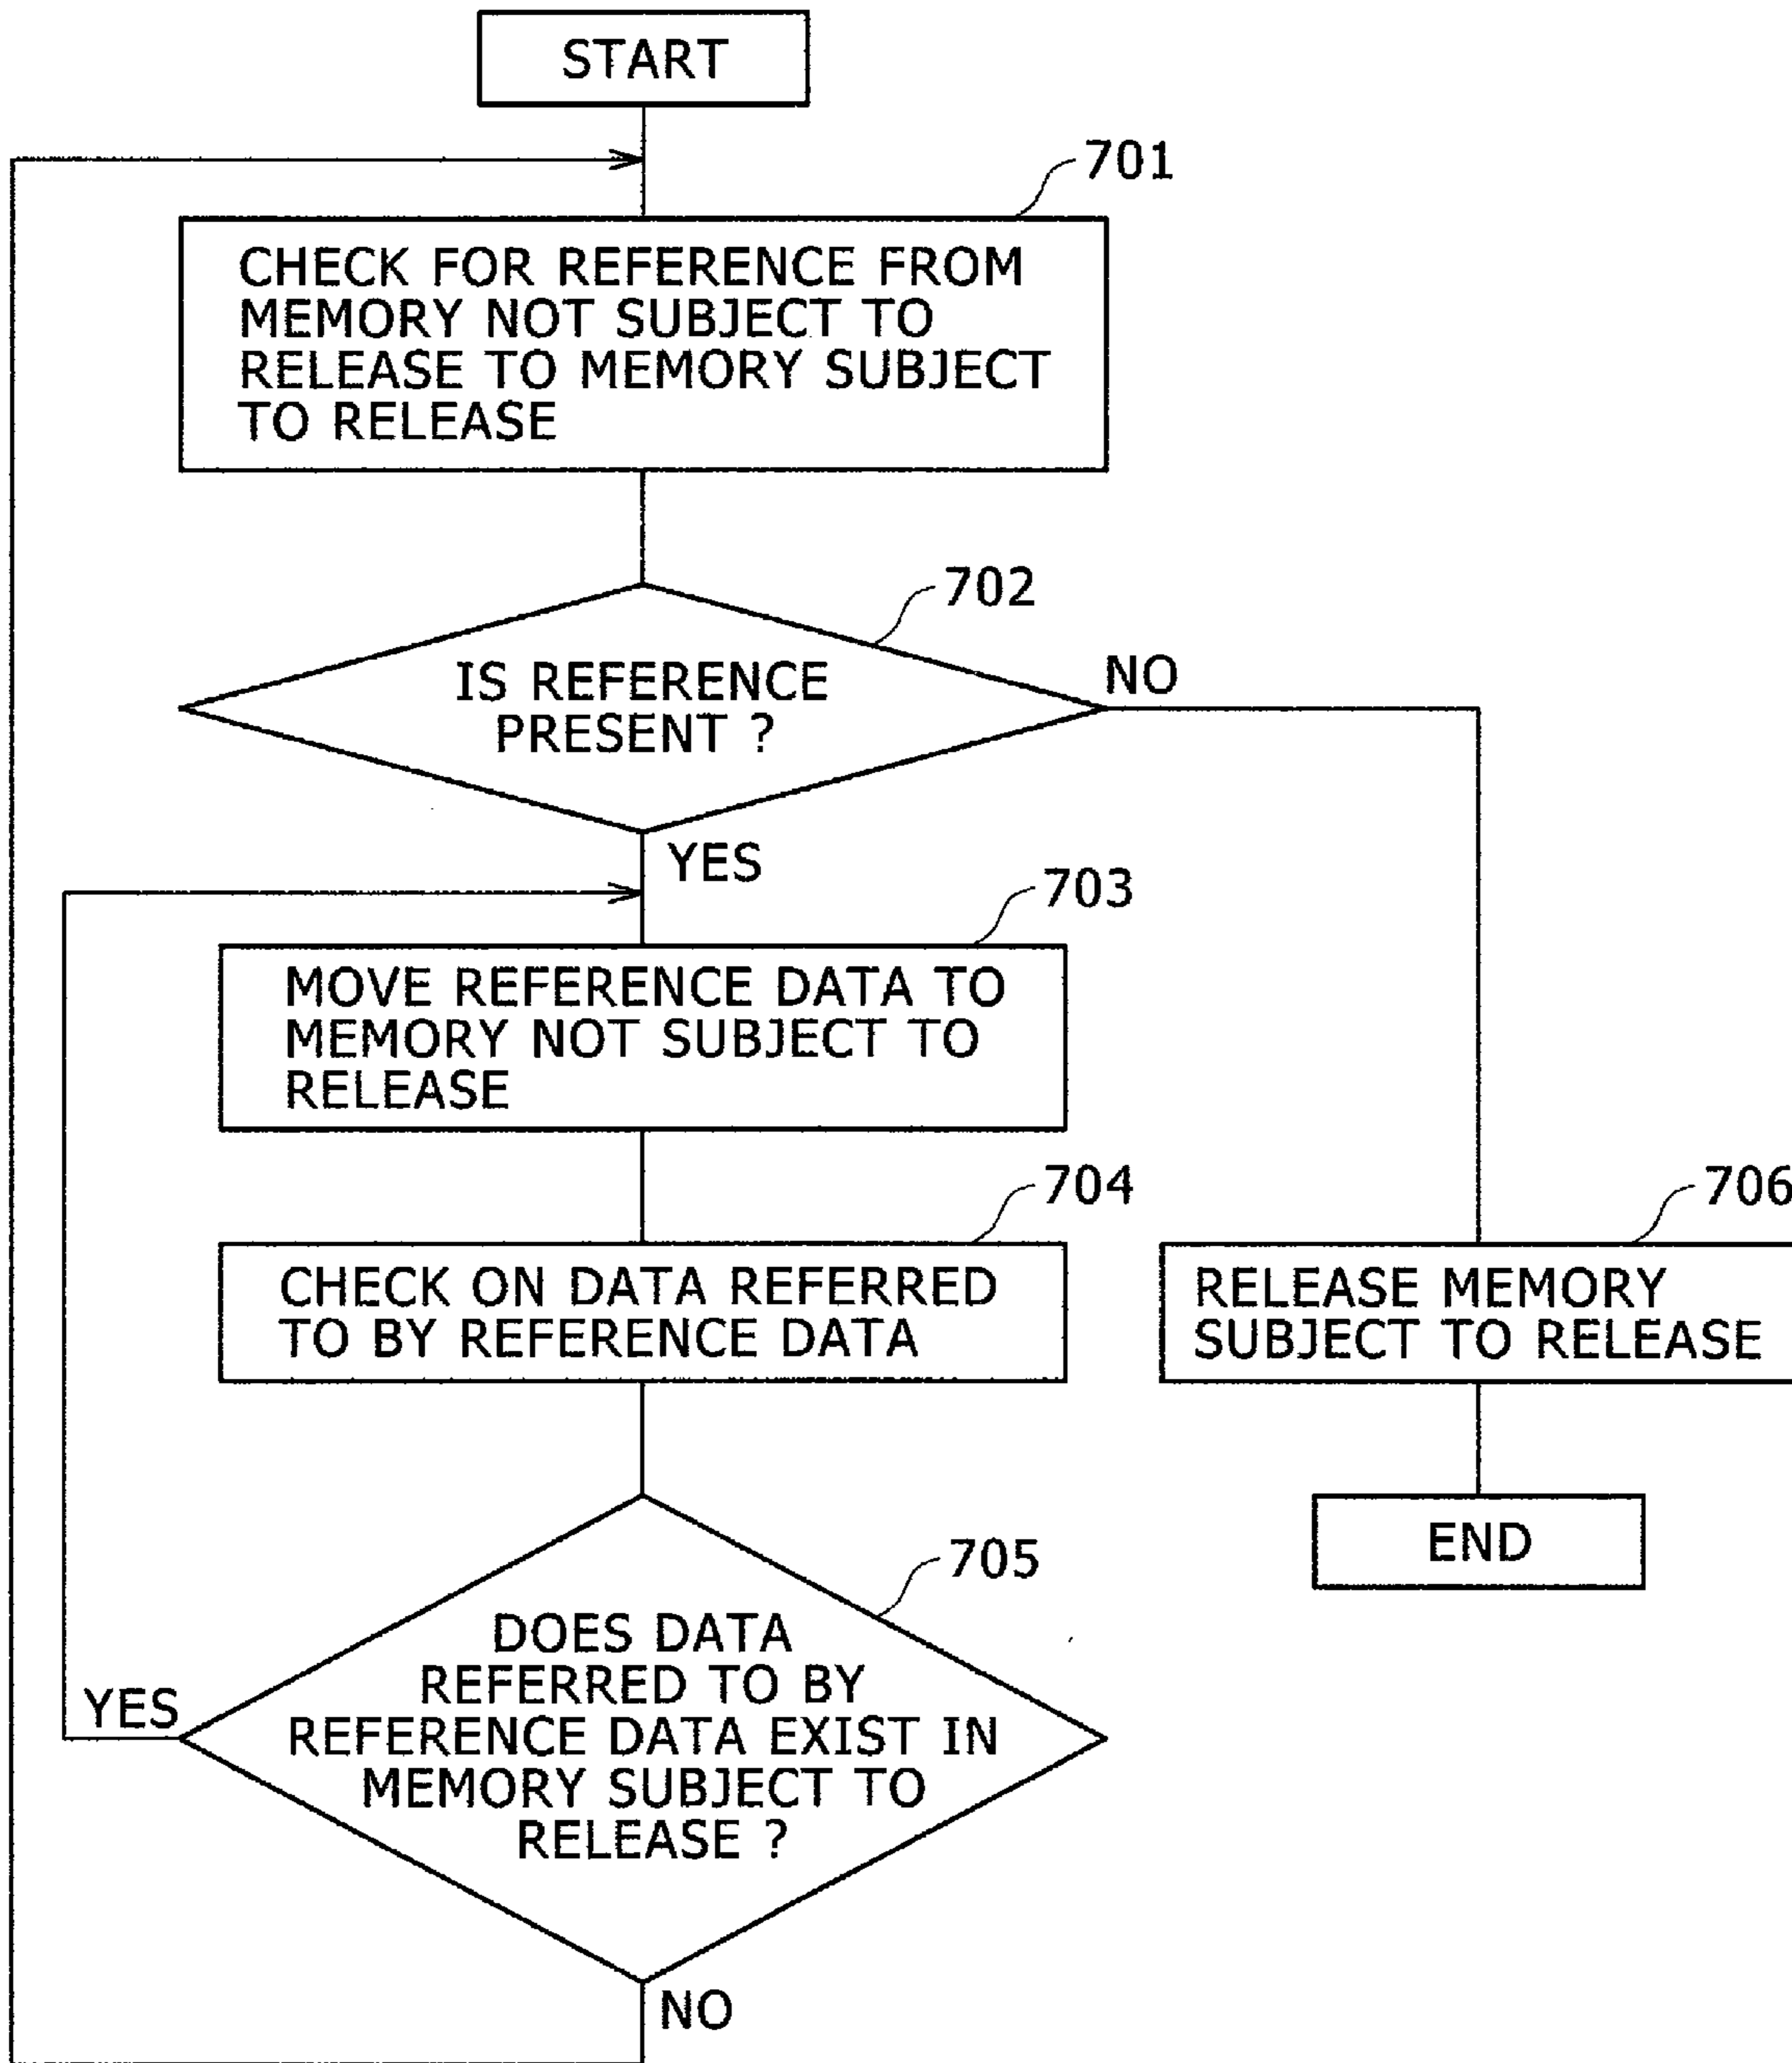 START
701
CHECK FOR REFERENCE FROM
MEMORY NOT SUBJECT TO
RELEASE TO MEMORY SUBJECT
TO RELEASE
702
IS REFERENCE
PRESENT ?
NO
YES
703
MOVE REFERENCE DATA TO
MEMORY NOT SUBJECT TO
RELEASE
704
CHECK ON DATA REFERRED
TO BY REFERENCE DATA
706
RELEASE MEMORY
SUBJECT TO RELEASE
END
705
DOES DATA
REFERRED TO BY
REFERENCE DATA EXIST IN
MEMORY SUBJECT TO
RELEASE ?
YES
NO